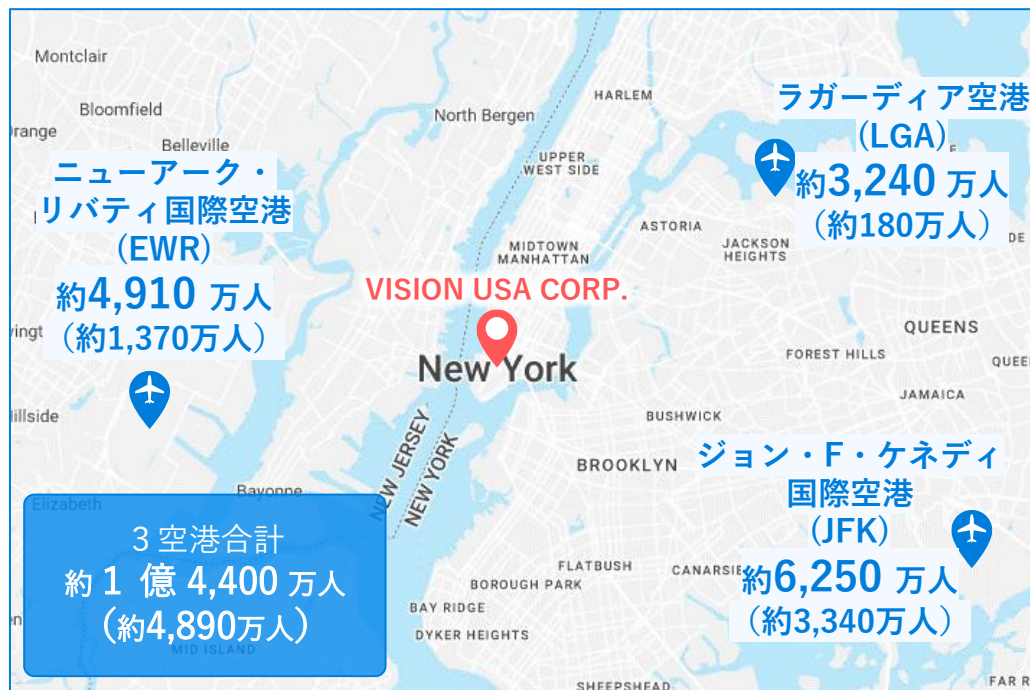 Montclair
Bloomfield
Belleville
North Bergen
HARLEM
UPPER
WEST SIDE
MIDTOWN
MANHATTAN
ASTORIA
JACKSON
HEIGHTS
ラガーディア空港
(LGA)
約3,240 万人
（約180万人）
ニューアーク・
リバティ国際空港
(EWR)
約4,910 万人
（約1,370万人）
VISION USA CORP.
New York
QUEENS
FOREST HILLS
JAMAICA
BUSHWICK
BROOKLYN
NEW JERSEY
NEW YORK
illside
Elizabeth
Bayonne
ジョン・F・ケネディ
国際空港
(JFK)
約6,250 万人
（約3,340万人）
3 空港合計
約 1 億 4,400 万人
(約4,890万人)
MID ISLAND
FLATBUSH
CANARSIE
BOROUGH PARK
BAY RIDGE
DYKER HEIGHTS
SHEEPSHEAD
FAR R